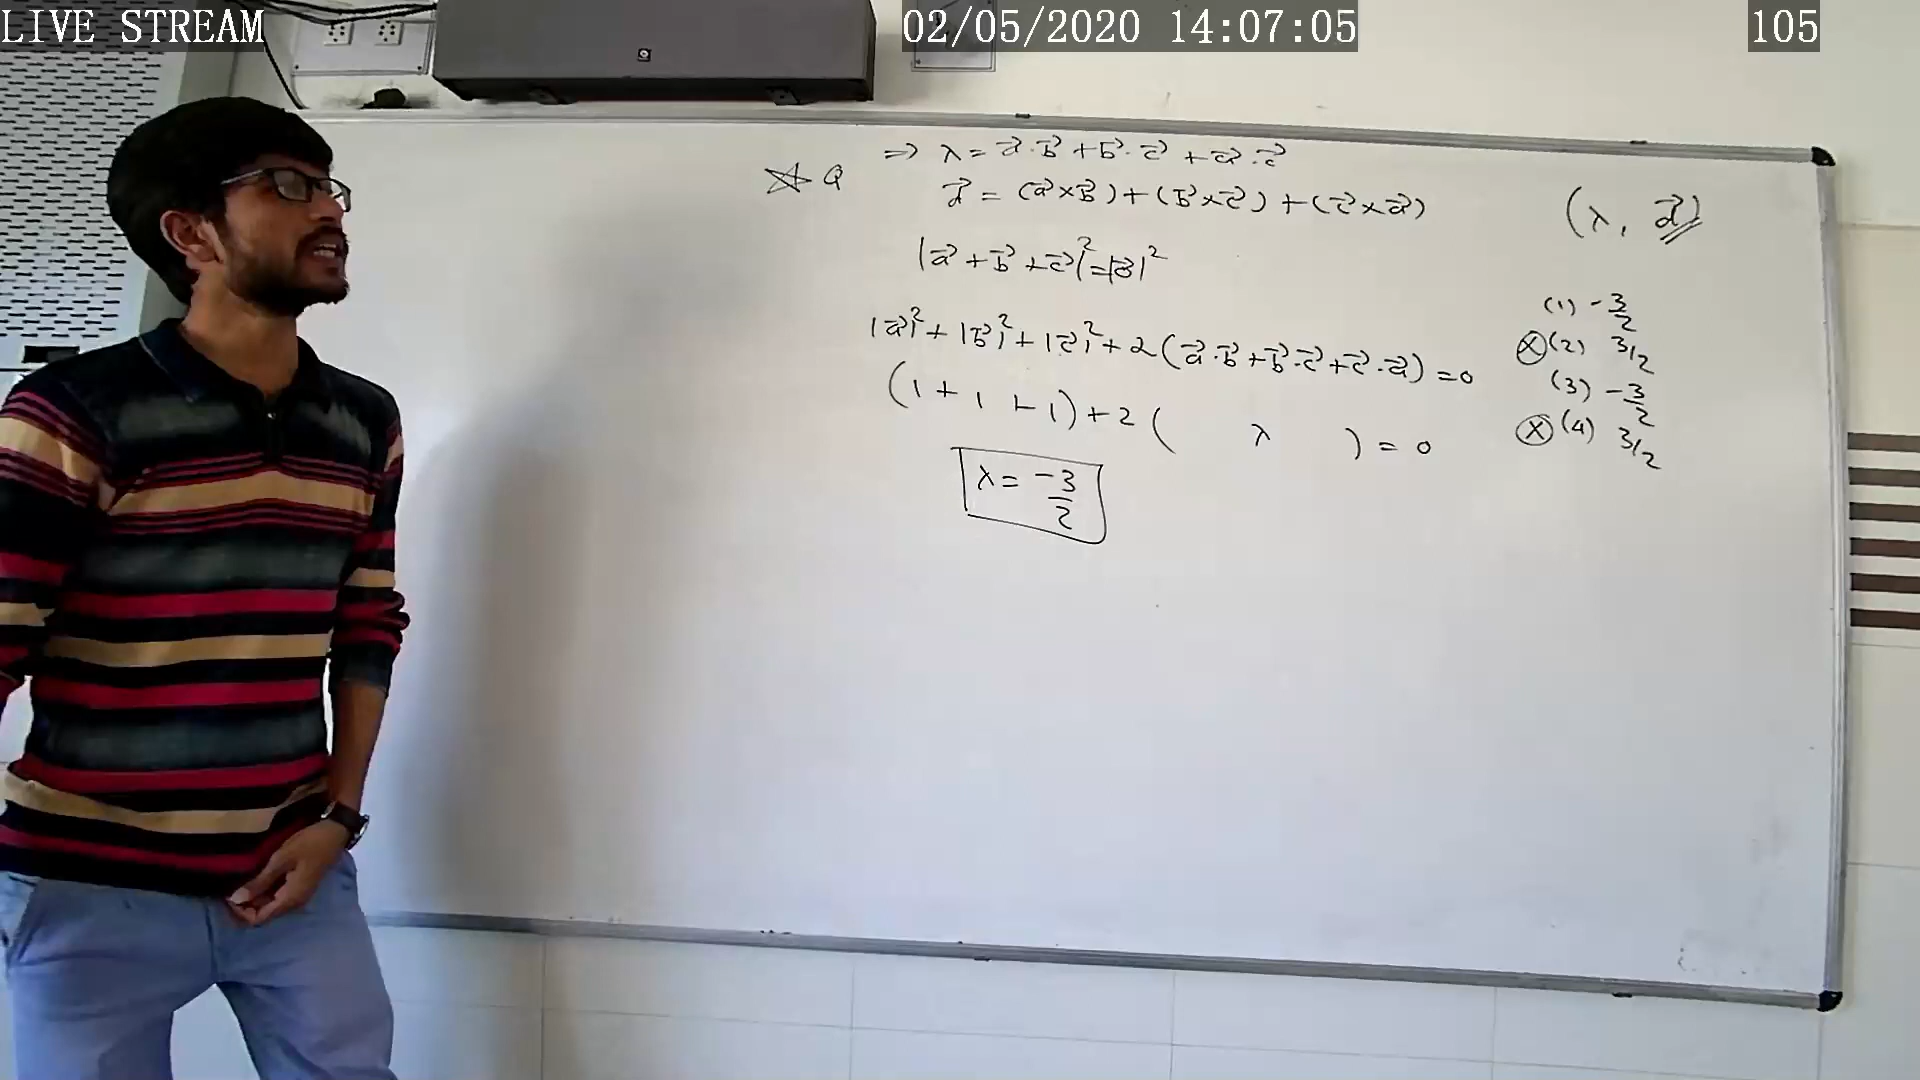 LIVE STREAM
02/05/2020 14:07:05
105
☆ Q
⇒ λ = a⃗ · b⃗ + b⃗ · c⃗ + a⃗ · c⃗
d⃗ = (a⃗ × b⃗) + (b⃗ × c⃗) + (c⃗ × a⃗)
(λ, d⃗)
|a⃗ + b⃗ + c⃗|² = |0⃗|²
|a⃗|² + |b⃗|² + |c⃗|² + 2(a⃗ · b⃗ + b⃗ · c⃗ + c⃗ · a⃗) = 0
(1 + 1 + 1) + 2( λ ) = 0
λ = -3/2
(1) -3/2
ⓧ (2) 3/2
(3) -3/2
ⓧ (4) 3/2